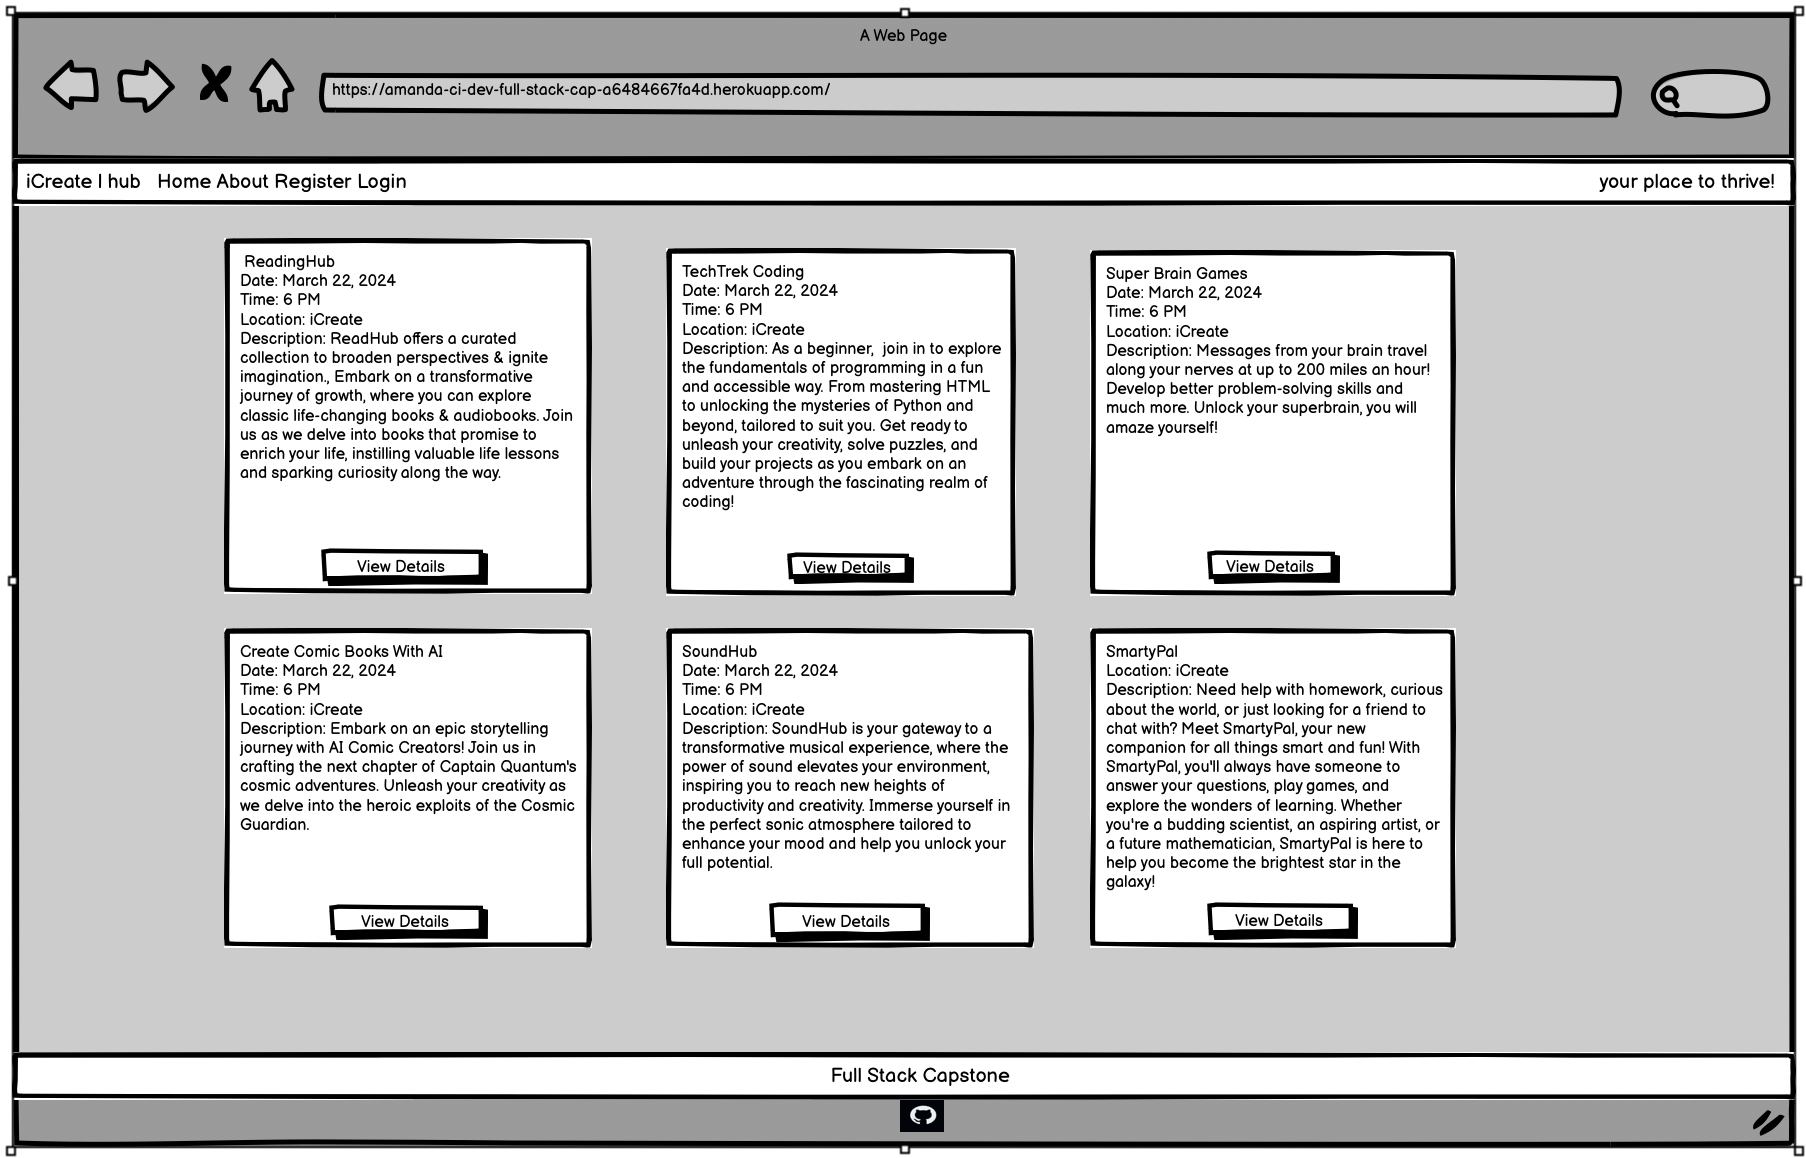 A Web Page
https://amanda-ci-dev-full-stack-cap-a6484667fa4d.herokuapp.com/
iCreate I hub Home About Register Login
your place to thrive!
ReadingHub
Date: March 22, 2024
Time: 6 PM
Location: iCreate
Description: ReadHub offers a curated
collection to broaden perspectives & ignite
imagination., Embark on a transformative
journey of growth, where you can explore
classic life-changing books & audiobooks. Join
us as we delve into books that promise to
enrich your life, instilling valuable life lessons
and sparking curiosity along the way.
View Details
TechTrek Coding
Date: March 22, 2024
Time: 6 PM
Location: iCreate
Description: As a beginner,  join in to explore
the fundamentals of programming in a fun
and accessible way. From mastering HTML
to unlocking the mysteries of Python and
beyond, tailored to suit you. Get ready to
unleash your creativity, solve puzzles, and
build your projects as you embark on an
adventure through the fascinating realm of
coding!
View Details
Super Brain Games
Date: March 22, 2024
Time: 6 PM
Location: iCreate
Description: Messages from your brain travel
along your nerves at up to 200 miles an hour!
Develop better problem-solving skills and
much more. Unlock your superbrain, you will
amaze yourself!
View Details
Create Comic Books With AI
Date: March 22, 2024
Time: 6 PM
Location: iCreate
Description: Embark on an epic storytelling
journey with AI Comic Creators! Join us in
crafting the next chapter of Captain Quantum's
cosmic adventures. Unleash your creativity as
we delve into the heroic exploits of the Cosmic
Guardian.
View Details
SoundHub
Date: March 22, 2024
Time: 6 PM
Location: iCreate
Description: SoundHub is your gateway to a
transformative musical experience, where the
power of sound elevates your environment,
inspiring you to reach new heights of
productivity and creativity. Immerse yourself in
the perfect sonic atmosphere tailored to
enhance your mood and help you unlock your
full potential.
View Details
SmartyPal
Location: iCreate
Description: Need help with homework, curious
about the world, or just looking for a friend to
chat with? Meet SmartyPal, your new
companion for all things smart and fun! With
SmartyPal, you'll always have someone to
answer your questions, play games, and
explore the wonders of learning. Whether
you're a budding scientist, an aspiring artist, or
a future mathematician, SmartyPal is here to
help you become the brightest star in the
galaxy!
View Details
Full Stack Capstone